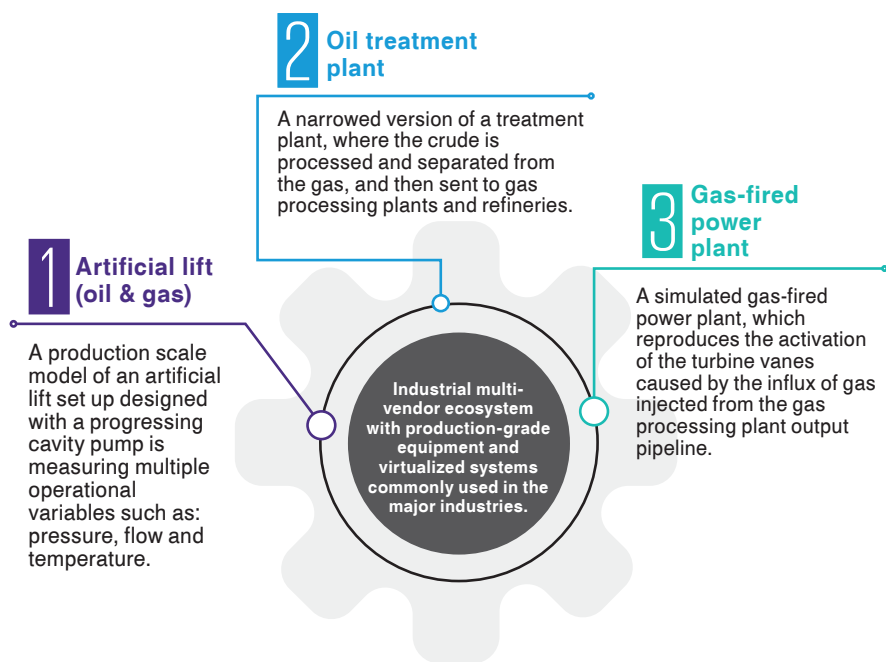 1
Artificial lift
(oil & gas)
A production scale
model of an artificial
lift set up designed
with a progressing
cavity pump is
measuring multiple
operational
variables such as:
pressure, flow and
temperature.
2
Oil treatment
plant
A narrowed version of a treatment
plant, where the crude is
processed and separated from
the gas, and then sent to gas
processing plants and refineries.
3
Gas-fired
power
plant
A simulated gas-fired
power plant, which
reproduces the activation
of the turbine vanes
caused by the influx of gas
injected from the gas
processing plant output
pipeline.
Industrial multi-
vendor ecosystem
with production-grade
equipment and
virtualized systems
commonly used in the
major industries.